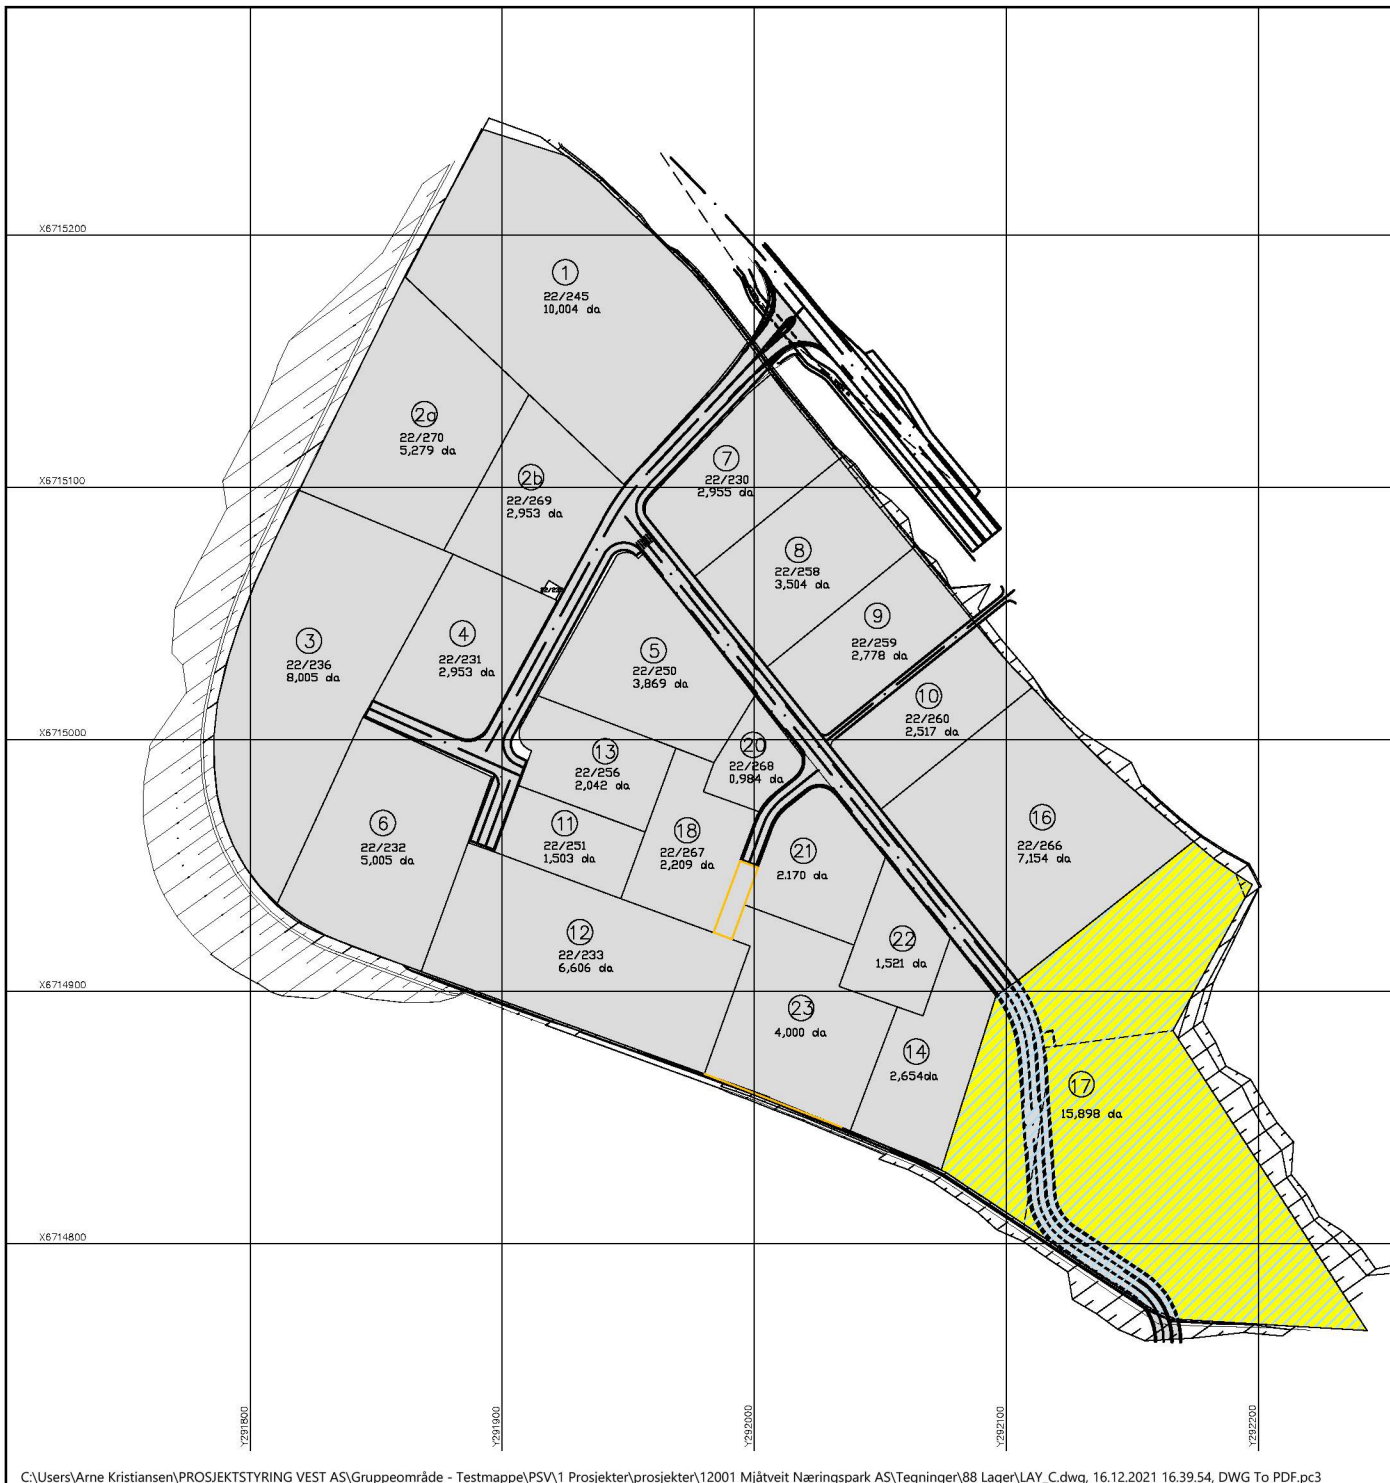 X6715200
1
22/245
10,004 da
2a
22/270
5,279 da
2b
22/269
2,953 da
7
22/230
2,955 da
X6715100
8
22/258
3,504 da
9
22/259
2,778 da
3
22/236
8,005 da
4
22/231
2,953 da
5
22/250
3,869 da
10
22/260
2,517 da
X6715000
13
22/256
2,042 da
20
22/268
0,984 da
6
22/232
5,005 da
11
22/251
1,503 da
18
22/267
2,209 da
21
2.170 da
16
22/266
7,154 da
12
22/233
6,606 da
22
1,521 da
X6714900
23
4,000 da
14
2,654da
17
15,898 da
X6714800
Y291800
Y291900
Y292000
Y292100
Y292200
C:\Users\Arne Kristiansen\PROSJEKTSTYRING VEST AS\Gruppeområde - Testmappe\PSV\1 Prosjekter\prosjekter\12001 Mjåtveit Næringspark AS\Tegninger\88 Lager\LAY_C.dwg, 16.12.2021 16.39.54, DWG To PDF.pc3